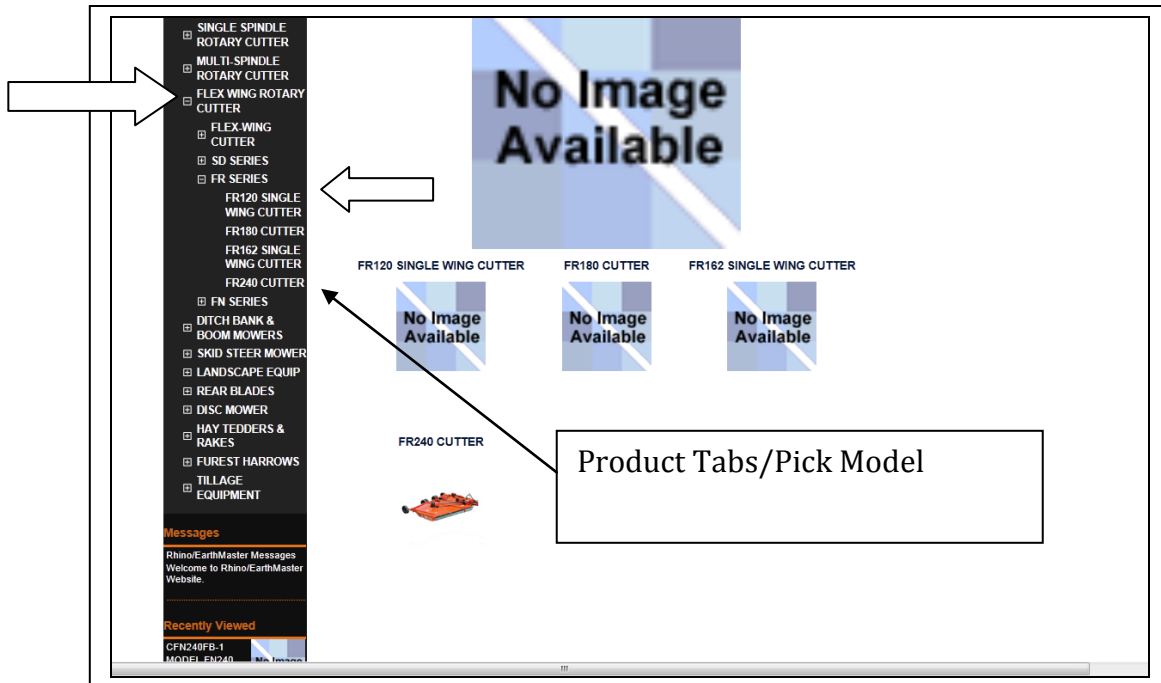 SINGLE SPINDLE
ROTARY CUTTER
MULTI-SPINDLE
ROTARY CUTTER
FLEX WING ROTARY
CUTTER
FLEX-WING
CUTTER
SD SERIES
FR SERIES
FR120 SINGLE
WING CUTTER
FR180 CUTTER
FR162 SINGLE
WING CUTTER
FR240 CUTTER
FN SERIES
DITCH BANK &
BOOM MOWERS
SKID STEER MOWER
LANDSCAPE EQUIP
REAR BLADES
DISC MOWER
HAY TEDDERS &
RAKES
FUREST HARROWS
TILLAGE
EQUIPMENT
Messages
Rhino/EarthMaster Messages
Welcome to Rhino/EarthMaster
Website.
Recently Viewed
CFN240FB-1
MODEL FN240
No Image
No Image
Available
FR120 SINGLE WING CUTTER
FR180 CUTTER
FR162 SINGLE WING CUTTER
No Image
Available
No Image
Available
No Image
Available
FR240 CUTTER
Product Tabs/Pick Model